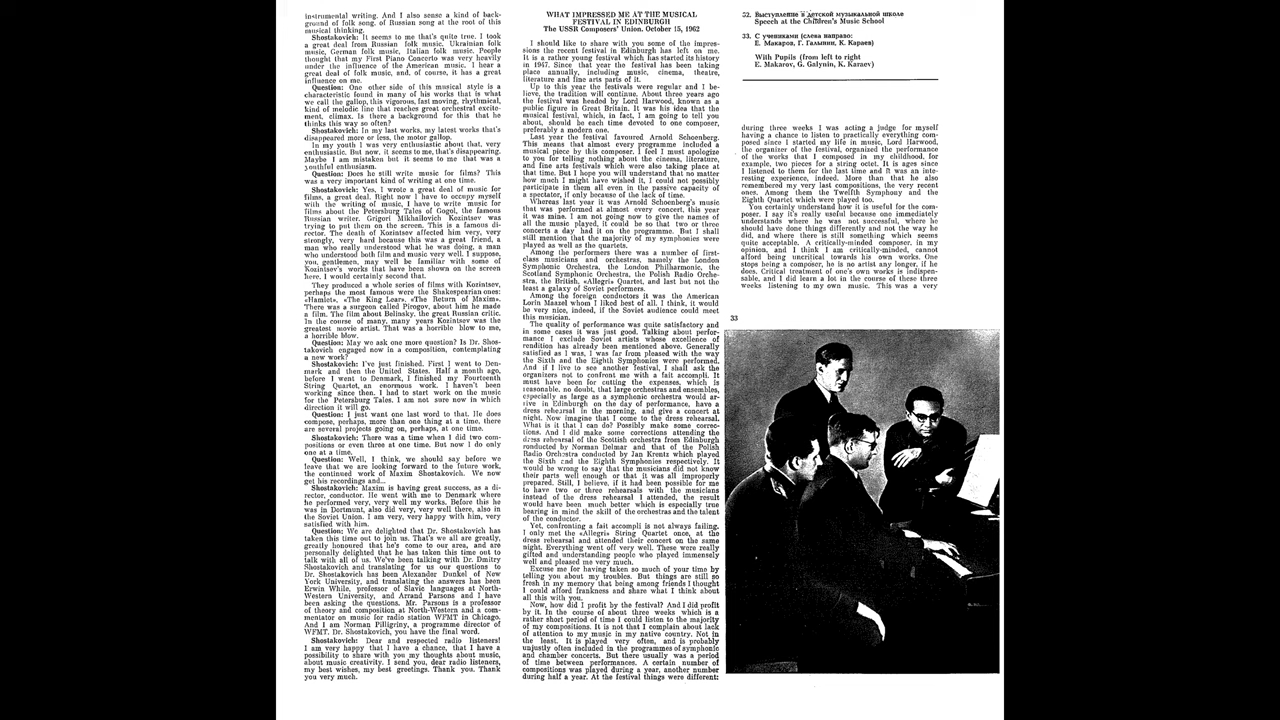 instrumental writing. And I also sense a kind of back-
ground of folk song, of Russian song at the root of this
musical thinking.
Shostakovich: It seems to me that's quite true. I took
a great deal from Russian folk music, Ukrainian folk
music, German folk music, Italian folk music. People
thought that my First Piano Concerto was very heavily
under the influence of the American music. I hear a
great deal of folk music, and, of course, it has a great
influence on me.
Question: One other side of this musical style is a
characteristic found in many of his works that is what
we call the gallop, this vigorous, fast moving, rhythmical,
kind of melodic line that reaches great orchestral excite-
ment, climax. Is there a background for this that he
thinks this way so often?
Shostakovich: In my last works, my latest works that's
disappeared more or less, the motor gallop.
In my youth I was very enthusiastic about that, very
enthusiastic. But now, it seems to me, that's disappearing.
Maybe I am mistaken but it seems to me that was a
youthful enthusiasm.
Question: Does he still write music for films? This
was a very important kind of writing at one time.
Shostakovich: Yes, I wrote a great deal of music for
films, a great deal. Right now I have to occupy myself
with the writing of music, I have to write music for
films about the Petersburg Tales of Gogol, the famous
Russian writer. Grigori Mikhailovich Kozintsev was
trying to put them on the screen. This is a famous di-
rector. The death of Kozintsev affected him very, very
strongly, very hard because this was a great friend, a
man who really understood what he was doing, a man
who understood both film and music very well. I suppose,
you, gentlemen, may well be familiar with some of
Kozintsev's works that have been shown on the screen
here. I would certainly second that.
They produced a whole series of films with Kozintsev,
perhaps the most famous were the Shakespearian-ones:
«Hamlet», «The King Lear», «The Return of Maxim».
There was a surgeon called Pirogov, about him he made
a film. The film about Belinsky, the great Russian critic.
In the course of many, many years Kozintsev was the
greatest movie artist. That was a horrible blow to me,
a horrible blow.
Question: May we ask one more question? Is Dr. Shos-
takovich engaged now in a composition, contemplating
a new work?
Shostakovich: I've just finished. First I went to Den-
mark and then the United States. Half a month ago,
before I went to Denmark, I finished my Fourteenth
String Quartet, an enormous work. I haven't been
working since then. I had to start work on the music
for the Petersburg Tales. I am not sure now in which
direction it will go.
Question: I just want one last word to that. He does
compose, perhaps, more than one thing at a time, there
are several projects going on, perhaps, at one time.
Shostakovich: There was a time when I did two com-
positions or even three at one time. But now I do only
one at a time.
Question: Well, I think, we should say before we
leave that we are looking forward to the future work,
the continued work of Maxim Shostakovich. We now
get his recordings and...
Shostakovich: Maxim is having great success, as a di-
rector, conductor. He went with me to Denmark where
he performed very, very well my works. Before this he
was in Dortmunt, also did very, very well there, also in
the Soviet Union. I am very, very happy with him, very
satisfied with him.
Question: We are delighted that Dr. Shostakovich has
taken this time out to join us. That's we all are greatly,
greatly honoured that he's come to our area, and are
personally delighted that he has taken this time out to
talk with all of us. We've been talking with Dr. Dmitry
Shostakovich and translating for us our questions to
Dr. Shostakovich has been Alexander Dunkel of New
York University, and translating the answers has been
Erwin While, professor of Slavic languages at North-
Western University, and Arrand Parsons and I have
been asking the questions. Mr. Parsons is a professor
of theory and composition at North-Western and a com-
mentator on music for radio station WFMT in Chicago.
And I am Norman Pilligriny, a programme director of
WFMT. Dr. Shostakovich, you have the final word.
Shostakovich: Dear and respected radio listeners!
I am very happy that I have a chance, that I have a
possibility to share with you my thoughts about music,
about music creativity. I send you, dear radio listeners,
my best wishes, my best greetings. Thank you. Thank
you very much.
WHAT IMPRESSED ME AT THE MUSICAL
FESTIVAL IN EDINBURGH
The USSR Composers' Union. October 15, 1962
I should like to share with you some of the impres-
sions the recent festival in Edinburgh has left on me.
It is a rather young festival which has started its history
in 1947. Since that year the festival has been taking
place annually, including music, cinema, theatre,
literature and fine arts parts of it.
Up to this year the festivals were regular and I be-
lieve, the tradition will continue. About three years ago
the festival was headed by Lord Harwood, known as a
public figure in Great Britain. It was his idea that the
musical festival, which, in fact, I am going to tell you
about, should be each time devoted to one composer,
preferably a modern one.
Last year the festival favoured Arnold Schoenberg.
This means that almost every programme included a
musical piece by this composer. I feel I must apologize
to you for telling nothing about the cinema, literature,
and fine arts festivals which were also taking place at
that time. But I hope you will understand that no matter
how much I might have wished it, I could not possibly
participate in them all even in the passive capacity of
a spectator, if only because of the lack of time.
Whereas last year it was Arnold Schoenberg's music
that was performed at almost every concert, this year
it was mine. I am not going now to give the names of
all the music played, it could be so that two or three
concerts a day had it on the programme. But I shall
still mention that the majority of my symphonies were
played as well as the quartets.
Among the performers there was a number of first-
class musicians and orchestras, namely the London
Symphonic Orchestra, the London Philharmonic, the
Scotland Symphonic Orchestra, the Polish Radio Orche-
stra, the British, «Allegri» Quartet, and last but not the
least a galaxy of Soviet performers.
Among the foreign conductors it was the American
Lorin Maazel whom I liked best of all. I think, it would
be very nice, indeed, if the Soviet audience could meet
this musician.
The quality of performance was quite satisfactory and
in some cases it was just good. Talking about perfor-
mance I exclude Soviet artists whose excellence of
rendition has already been mentioned above. Generally
satisfied as I was, I was far from pleased with the way
the Sixth and the Eighth Symphonies were performed.
And if I live to see another festival, I shall ask the
organizers not to confront me with a fait accompli. It
must have been for cutting the expenses, which is
reasonable, no doubt, that large orchestras and ensembles,
especially as large as a symphonic orchestra would ar-
rive in Edinburgh on the day of performance, have a
dress rehearsal in the morning, and give a concert at
night. Now imagine that I come to the dress rehearsal.
What is it that I can do? Possibly make some correc-
tions. And I did make some corrections attending the
dress rehearsal of the Scottish orchestra from Edinburgh
conducted by Norman Delmar and that of the Polish
Radio Orchestra conducted by Jan Krentz which played
the Sixth and the Eighth Symphonies respectively. It
would be wrong to say that the musicians did not know
their parts well enough or that it was all improperly
prepared. Still, I believe, if it had been possible for me
to have two or three rehearsals with the musicians
instead of the dress rehearsal I attended, the result
would have been much better which is especially true
bearing in mind the skill of the orchestras and the talent
of the conductor.
Yet, confronting a fait accompli is not always failing.
I only met the «Allegri» String Quartet once, at the
dress rehearsal and attended their concert on the same
night. Everything went off very well. These were really
gifted and understanding people who played immensely
well and pleased me very much.
Excuse me for having taken so much of your time by
telling you about my troubles. But things are still so
fresh in my memory that being among friends I thought
I could afford frankness and share what I think about
all this with you.
Now, how did I profit by the festival? And I did profit
by it. In the course of about three weeks which is a
rather short period of time I could listen to the majority
of my compositions. It is not that I complain about lack
of attention to my music in my native country. Not in
the least. It is played very often, and is probably
unjustly often included in the programmes of symphonic
and chamber concerts. But there usually was a period
of time between performances. A certain number of
compositions was played during a year, another number
during half a year. At the festival things were different:
32. Выступление в детской музыкальной школе
Speech at the Children's Music School
33. С учениками (слева направо:
Е. Макаров, Г. Галынин, К. Караев)
With Pupils (from left to right
E. Makarov, G. Galynin, K. Karaev)
during three weeks I was acting a judge for myself
having a chance to listen to practically everything com-
posed since I started my life in music, Lord Harwood,
the organizer of the festival, organized the performance
of the works that I composed in my childhood, for
example, two pieces for a string octet. It is ages since
I listened to them for the last time and it was an inte-
resting experience, indeed. More than that he also
remembered my very last compositions, the very recent
ones. Among them the Twelfth Symphony and the
Eighth Quartet which were played too.
You certainly understand how it is useful for the com-
poser. I say it's really useful because one immediately
understands where he was not successful, where he
should have done things differently and not the way he
did, and where there is still something which seems
quite acceptable. A critically-minded composer, in my
opinion, and I think I am critically-minded, cannot
afford being uncritical towards his own works. One
stops being a composer, he is no artist any longer, if he
does. Critical treatment of one's own works is indispen-
sable, and I did learn a lot in the course of these three
weeks listening to my own music. This was a very
33